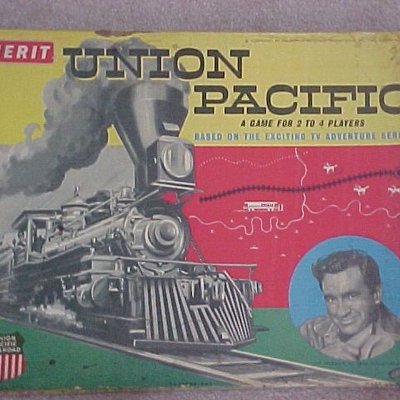 MERIT
UNION
PACIFIC
A GAME FOR 2 TO 4 PLAYERS
BASED ON THE EXCITING TV ADVENTURE SERI
UNION
PACIFIC
RAILROAD